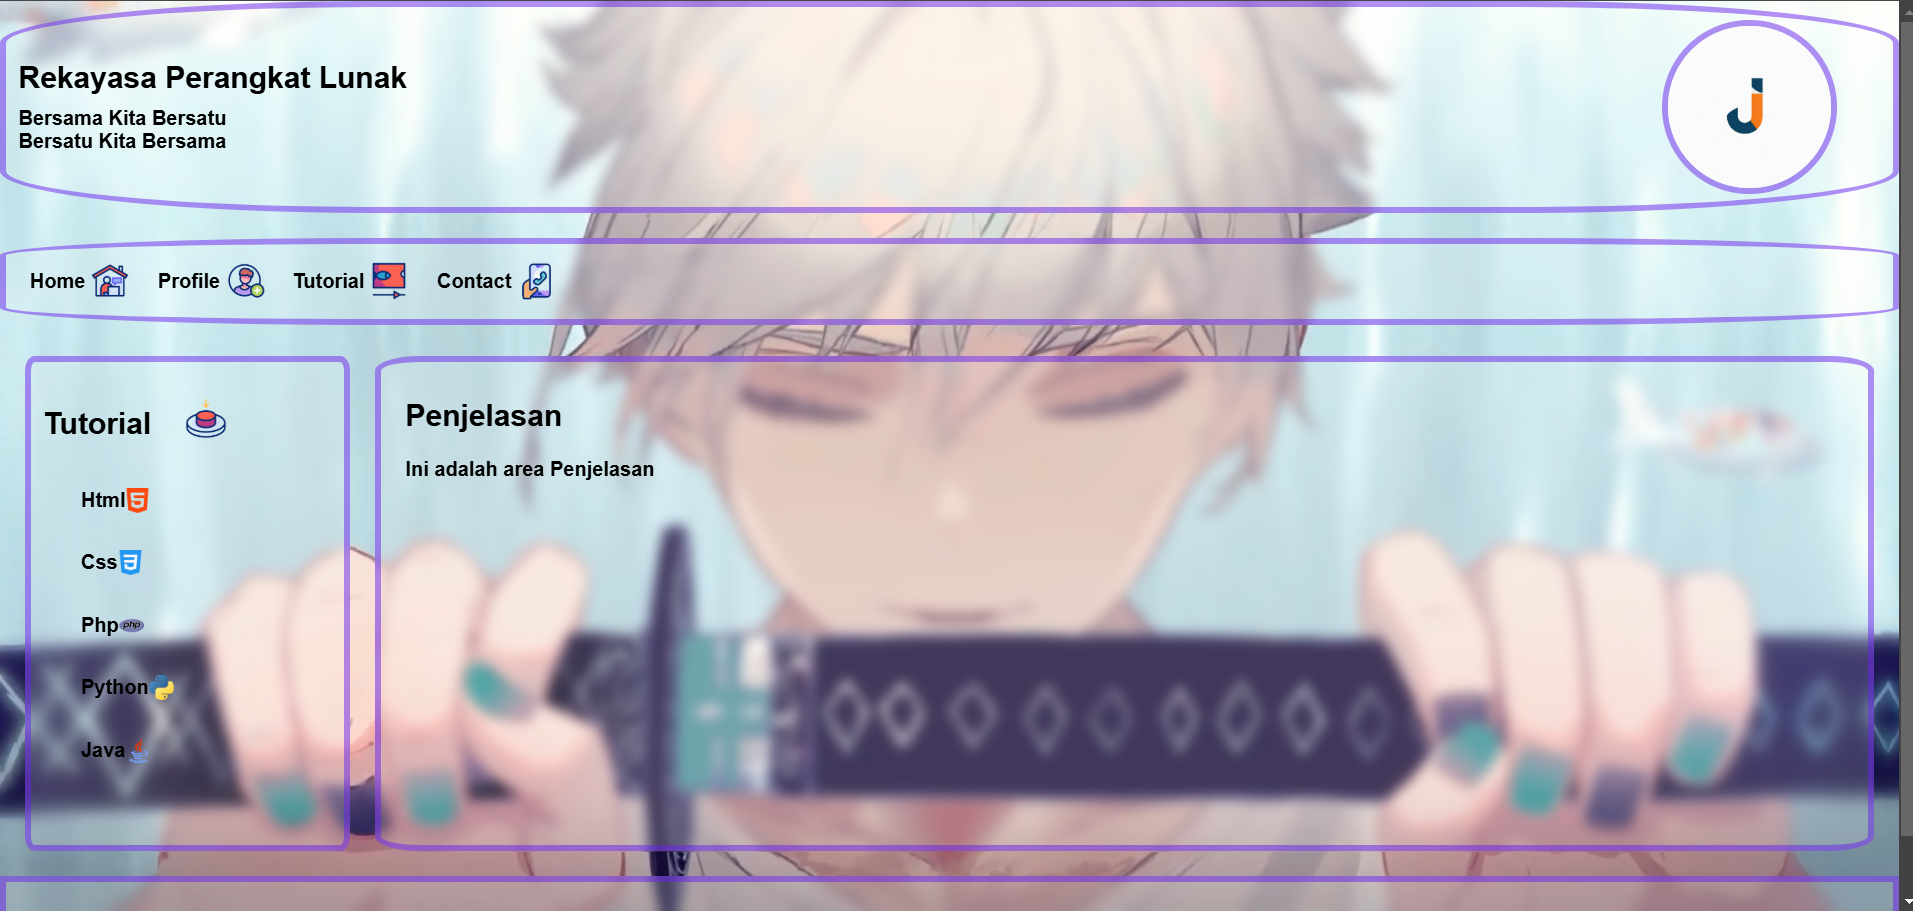 Rekayasa Perangkat Lunak
Bersama Kita Bersatu
Bersatu Kita Bersama
Home
Profile
Tutorial
Contact
Tutorial
Html
Css
Php php
Python
Java
Penjelasan
Ini adalah area Penjelasan